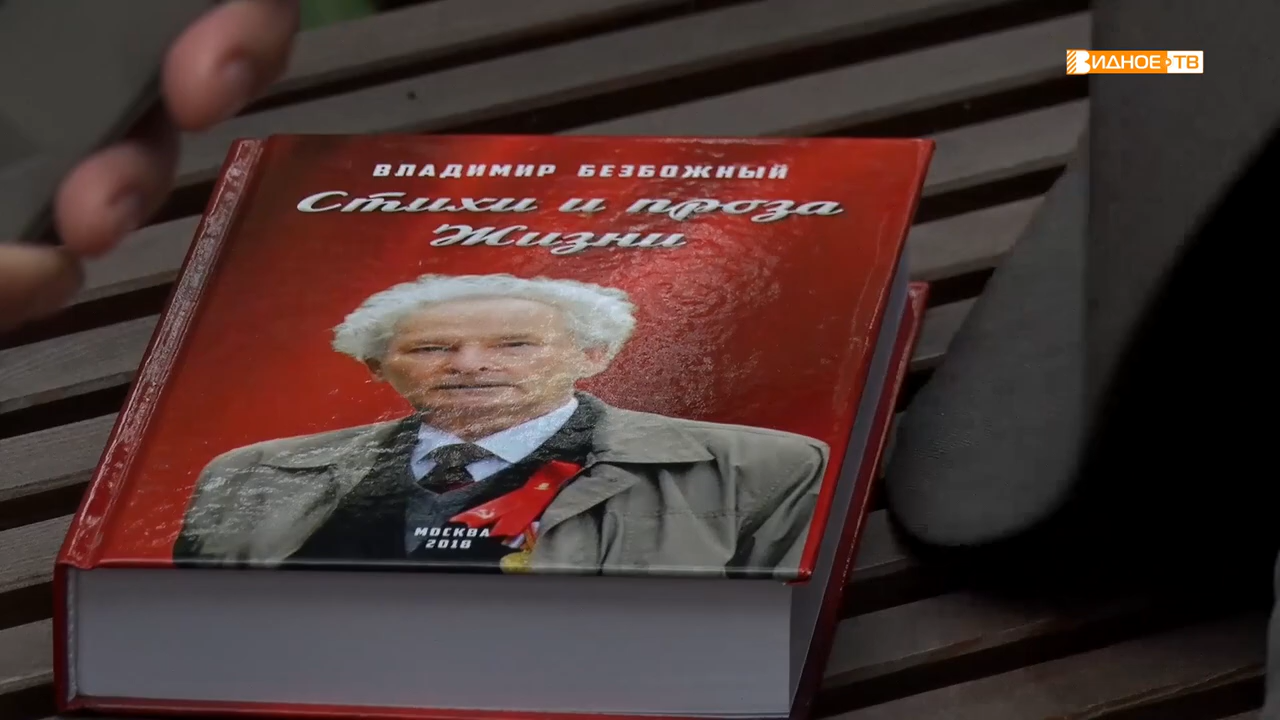 ВИДНОЕ ТВ
ВЛАДИМИР БЕЗБОЖНЫЙ
Стихи и проза
Жизни
МОСКВА
2018